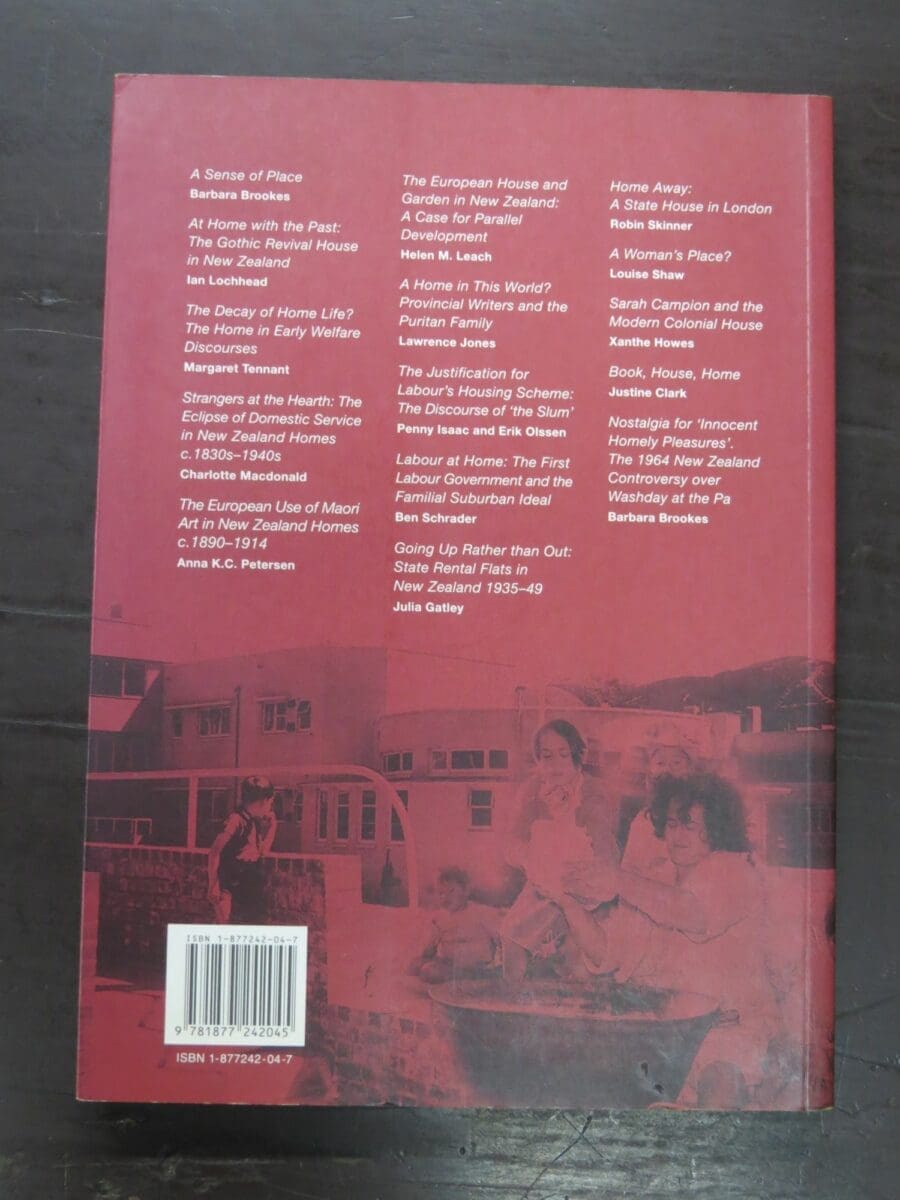 A Sense of Place
Barbara Brookes
At Home with the Past:
The Gothic Revival House
in New Zealand
Ian Lochhead
The Decay of Home Life?
The Home in Early Welfare
Discourses
Margaret Tennant
Strangers at the Hearth: The
Eclipse of Domestic Service
in New Zealand Homes
c.1830s–1940s
Charlotte Macdonald
The European Use of Maori
Art in New Zealand Homes
c.1890–1914
Anna K.C. Petersen
The European House and
Garden in New Zealand:
A Case for Parallel
Development
Helen M. Leach
A Home in This World?
Provincial Writers and the
Puritan Family
Lawrence Jones
The Justification for
Labour's Housing Scheme:
The Discourse of 'the Slum'
Penny Isaac and Erik Olssen
Labour at Home: The First
Labour Government and the
Familial Suburban Ideal
Ben Schrader
Going Up Rather than Out:
State Rental Flats in
New Zealand 1935–49
Julia Gatley
Home Away:
A State House in London
Robin Skinner
A Woman's Place?
Louise Shaw
Sarah Campion and the
Modern Colonial House
Xanthe Howes
Book, House, Home
Justine Clark
Nostalgia for 'Innocent
Homely Pleasures'.
The 1964 New Zealand
Controversy over
Washday at the Pa
Barbara Brookes
ISBN 1-877242-04-7
9 781877 242045
ISBN 1-877242-04-7